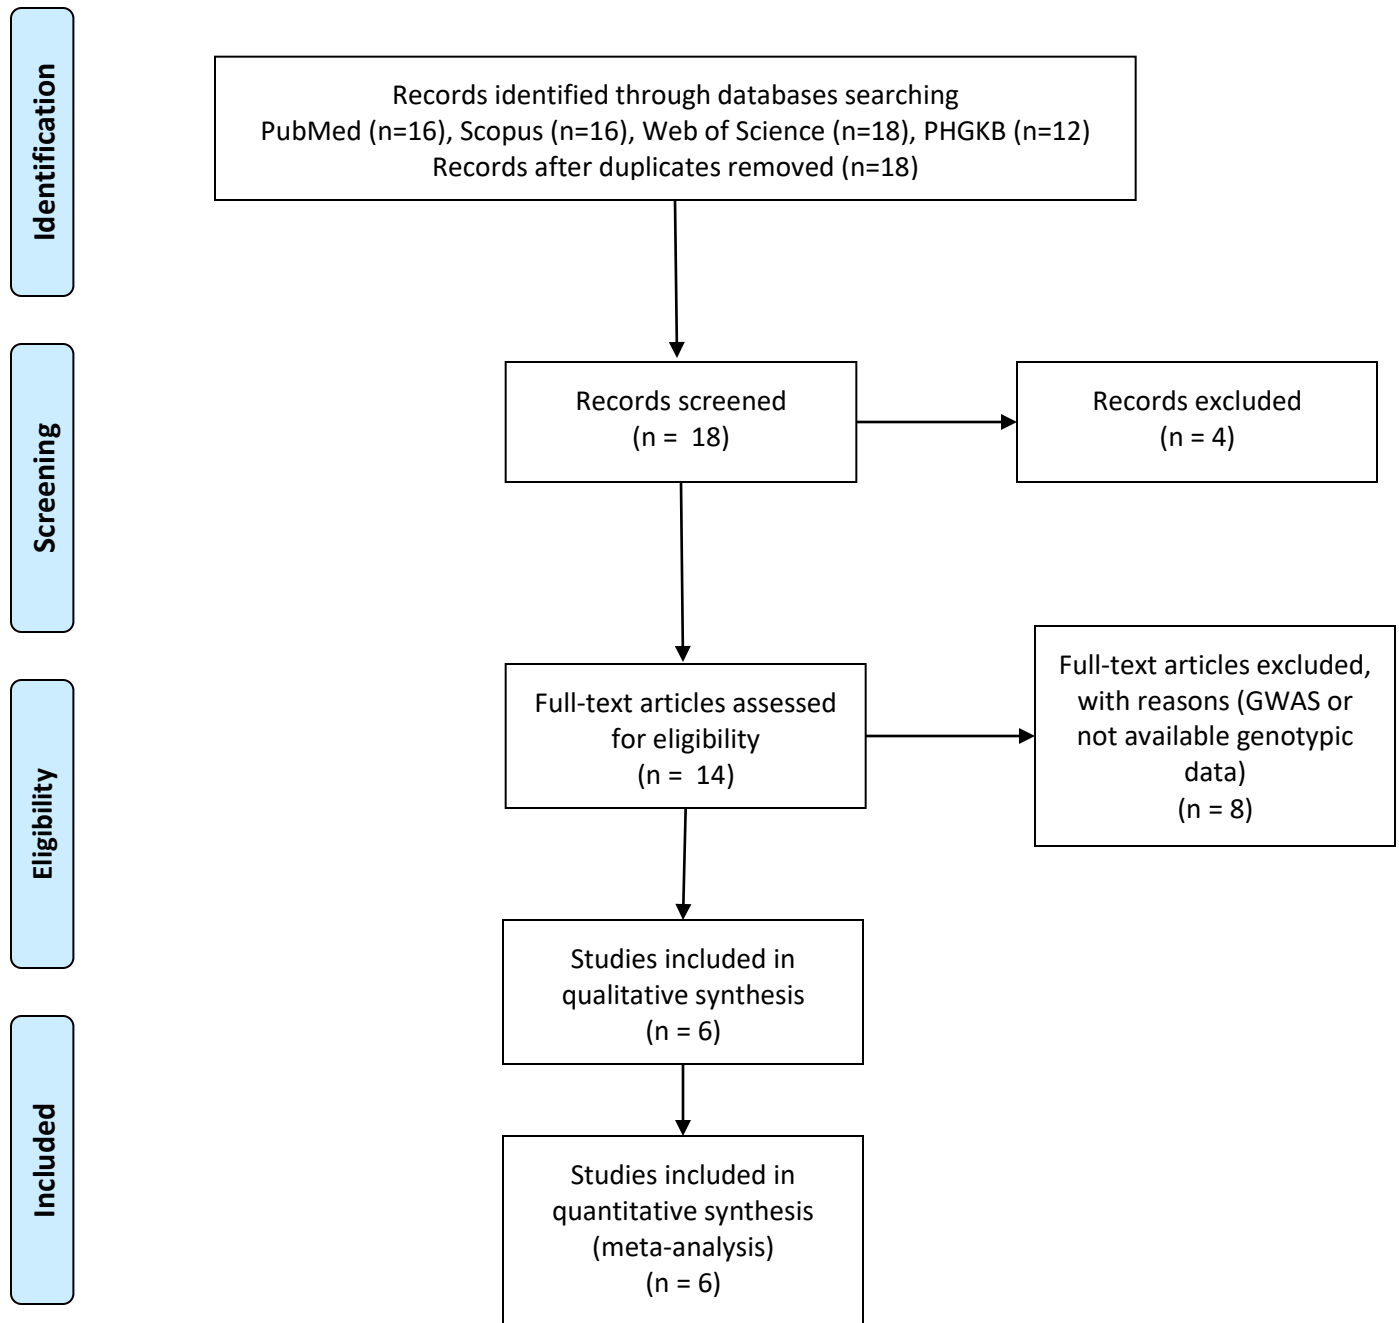 Identification
Records identified through databases searching
PubMed (n=16), Scopus (n=16), Web of Science (n=18), PHGKB (n=12)
Records after duplicates removed (n=18)
Screening
Records screened
(n = 18)
Records excluded
(n = 4)
Eligibility
Full-text articles assessed
for eligibility
(n = 14)
Full-text articles excluded,
with reasons (GWAS or
not available genotypic
data)
(n = 8)
Studies included in
qualitative synthesis
(n = 6)
Included
Studies included in
quantitative synthesis
(meta-analysis)
(n = 6)